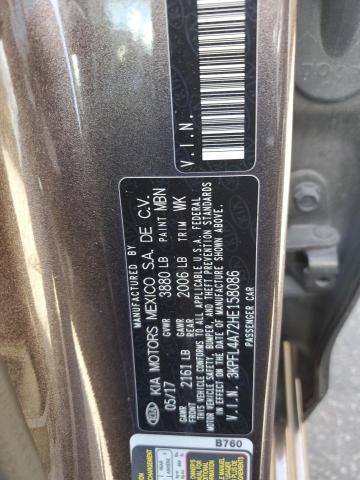 MANUFACTURED BY
KIA MOTORS MEXICO S.A. DE C.V.
05/17 GVWR 3880 LB PAINT MBN
GAWR FRONT 2161 LB GAWR REAR 2006 LB TRIM WK
THIS VEHICLE CONFORMS TO ALL APPLICABLE U.S.A. FEDERAL
MOTOR VEHICLE SAFETY, BUMPER, AND THEFT PREVENTION
STANDARDS IN EFFECT ON THE DATE OF MANUFACTURE SHOWN ABOVE.
V.I.N. 3KPFL4A72HE158086
PASSENGER CAR
V.I.N.
B760